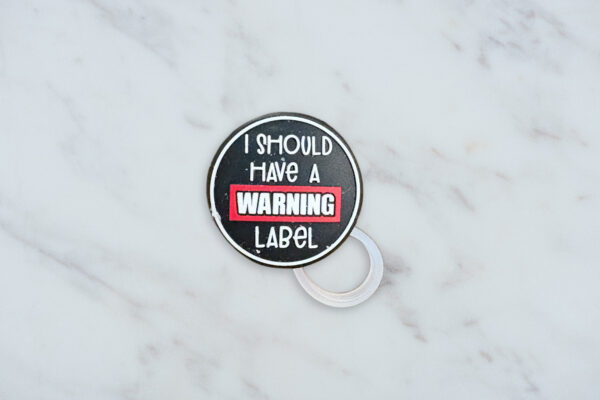 I SHOULD
HAVE A
WARNING
LABEL